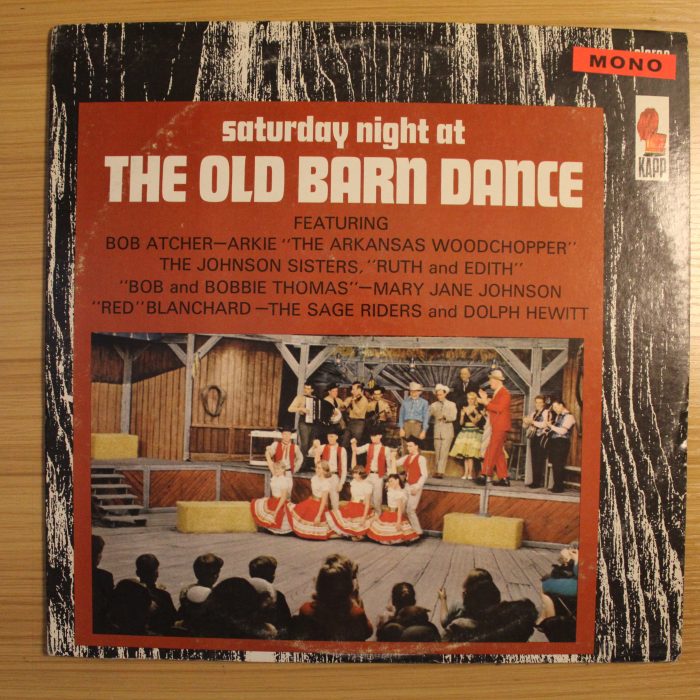 stereo
MONO
KAPP
saturday night at
THE OLD BARN DANCE
FEATURING
BOB ATCHER—ARKIE "THE ARKANSAS WOODCHOPPER"
THE JOHNSON SISTERS, "RUTH and EDITH"
"BOB and BOBBIE THOMAS"—MARY JANE JOHNSON
"RED" BLANCHARD—THE SAGE RIDERS and DOLPH HEWITT